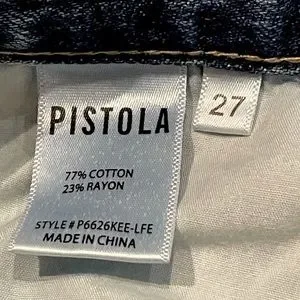 PISTOLA
27
77% COTTON
23% RAYON
STYLE# P6626KEE-LFE
MADE IN CHINA